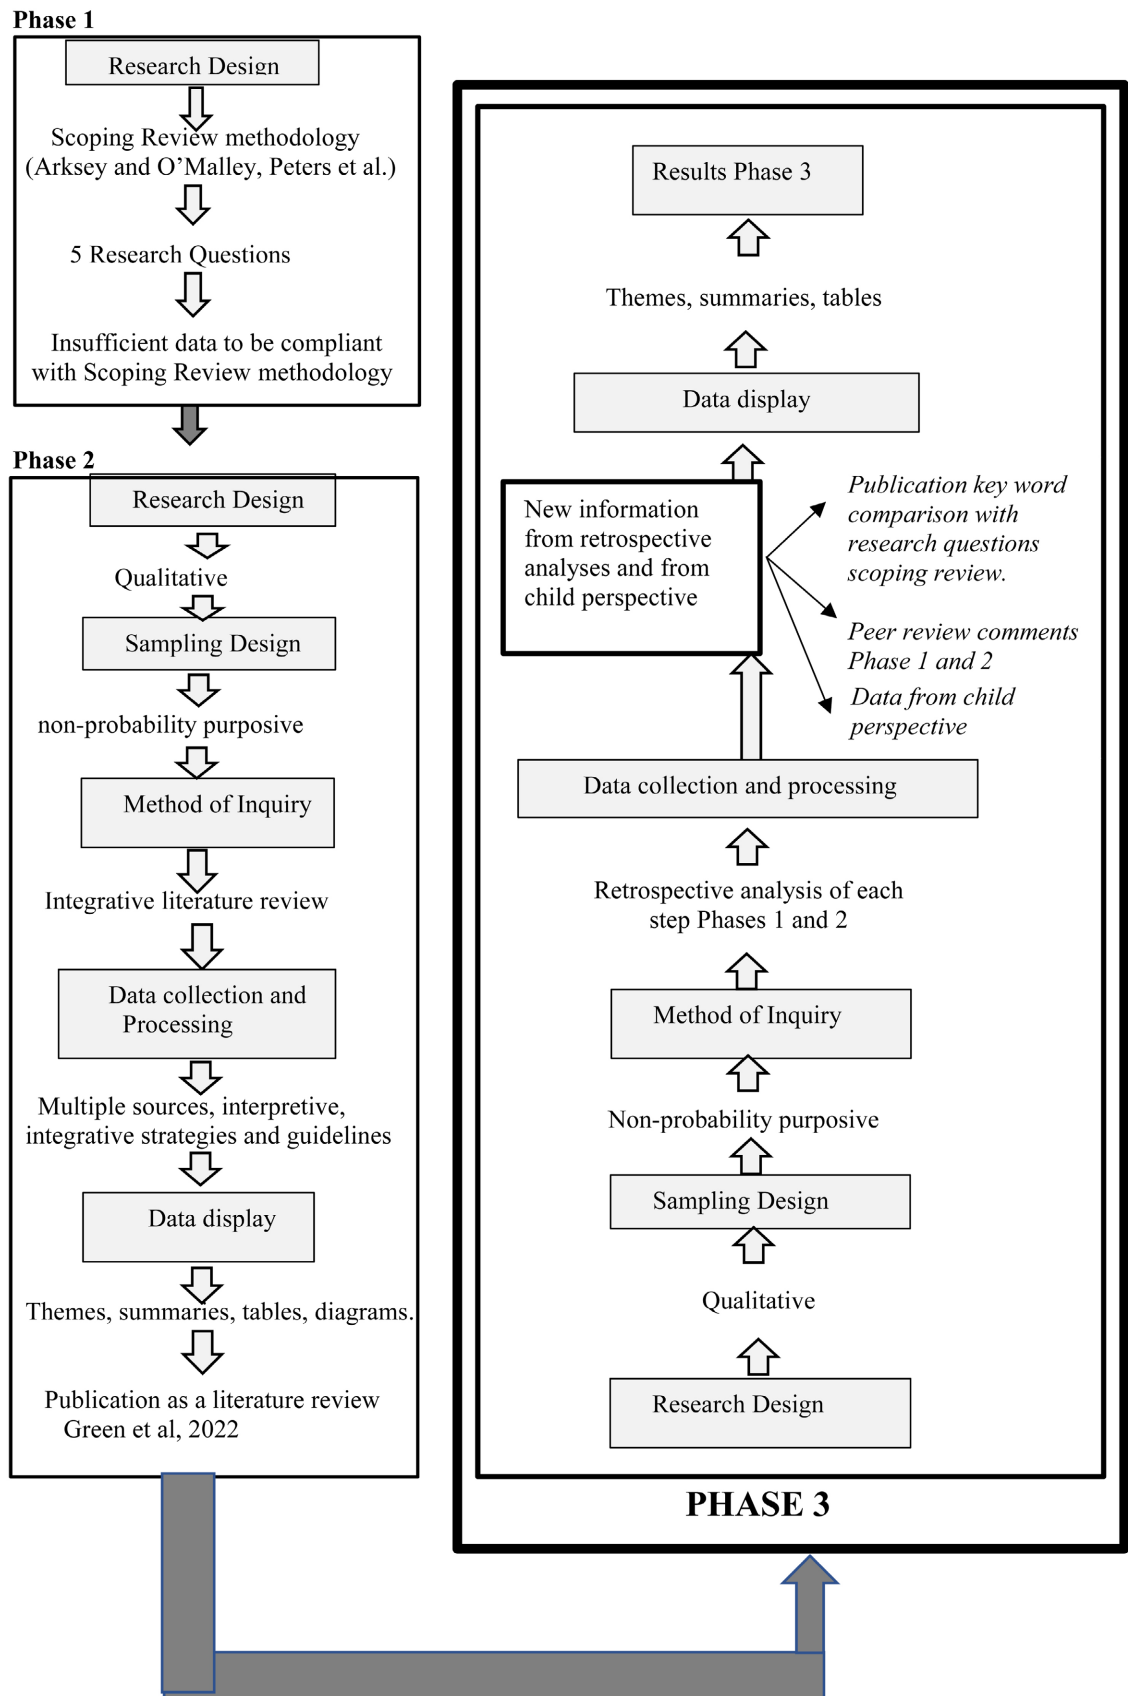 Phase 1
Research Design
Scoping Review methodology
(Arksey and O’Malley, Peters et al.)
5 Research Questions
Insufficient data to be compliant
with Scoping Review methodology
Phase 2
Research Design
Qualitative
Sampling Design
non-probability purposive
Method of Inquiry
Integrative literature review
Data collection and
Processing
Multiple sources, interpretive,
integrative strategies and guidelines
Data display
Themes, summaries, tables, diagrams.
Publication as a literature review
Green et al, 2022
Results Phase 3
Themes, summaries, tables
Data display
New information
from retrospective
analyses and from
child perspective
Publication key word
comparison with
research questions
scoping review.
Peer review comments
Phase 1 and 2
Data from child
perspective
Data collection and processing
Retrospective analysis of each
step Phases 1 and 2
Method of Inquiry
Non-probability purposive
Sampling Design
Qualitative
Research Design
PHASE 3